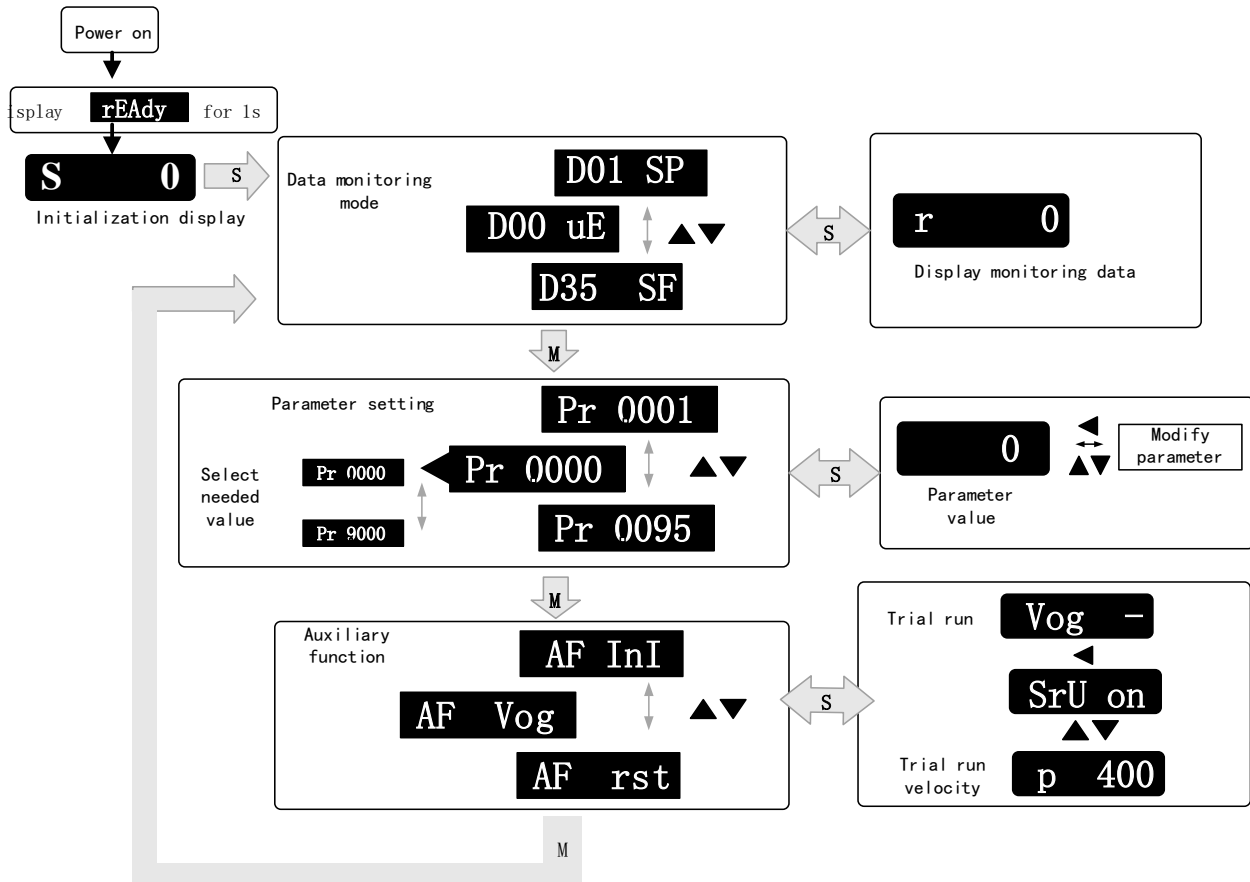 Power on
isplay rEAdy for 1s
S 0
S
Initialization display
Data monitoring
mode
D01 SP
D00 uE
D35 SF
S
r 0
Display monitoring data
M
Parameter setting
Pr 0001
Select
needed
value
Pr 0000
Pr 9000
Pr 0000
Pr 0095
S
0
Modify
parameter
Parameter
value
M
Auxiliary
function
AF InI
AF Vog
AF rst
S
Trial run
Vog −
SrU on
Trial run
velocity
p 400
M